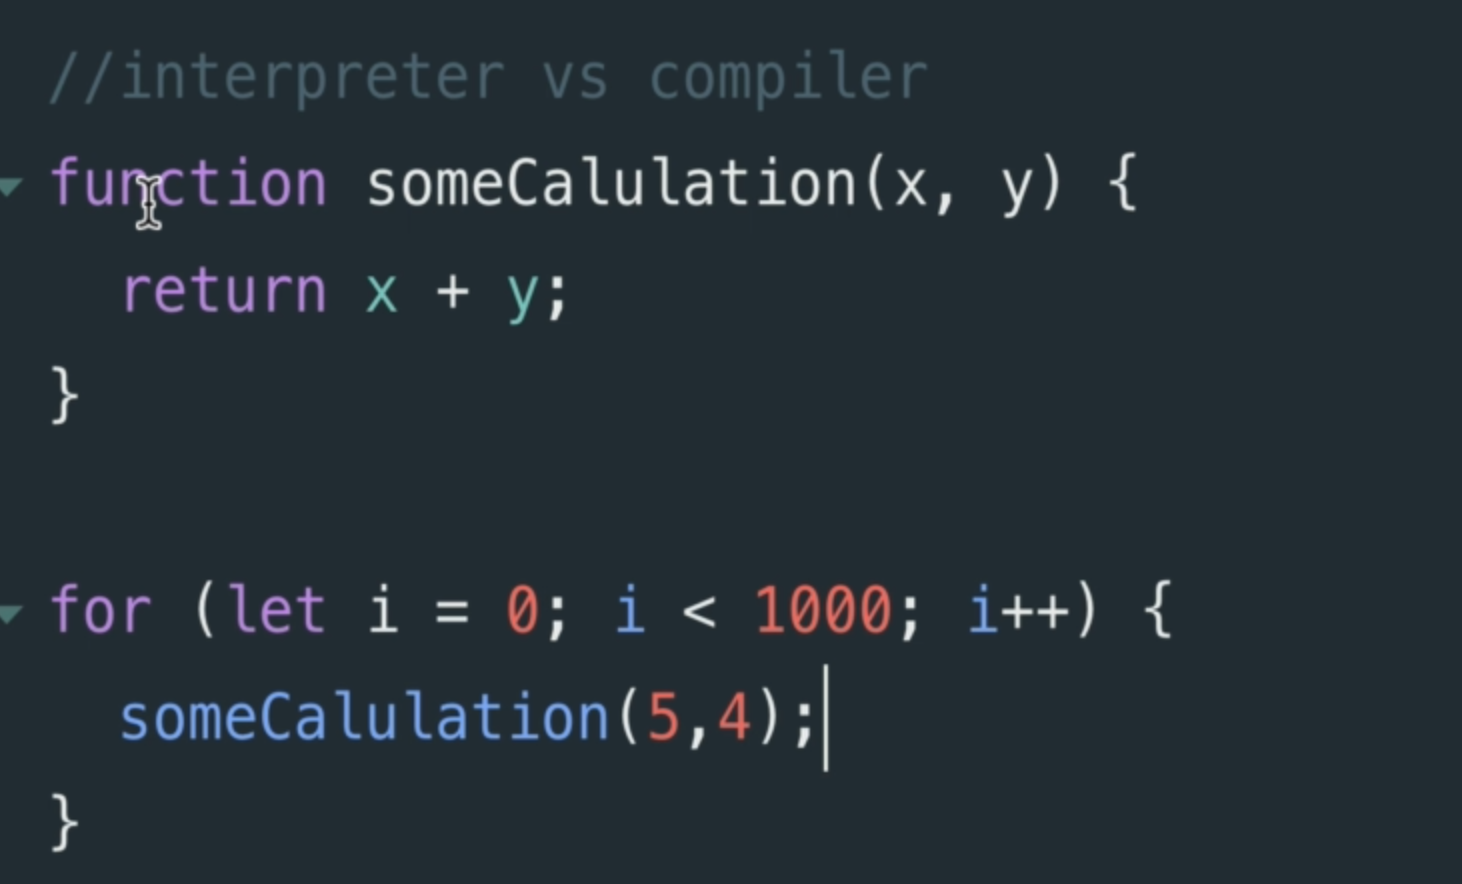 //interpreter vs compiler
function someCalulation(x, y) {
  return x + y;
}
for (let i = 0; i < 1000; i++) {
  someCalulation(5,4);
}